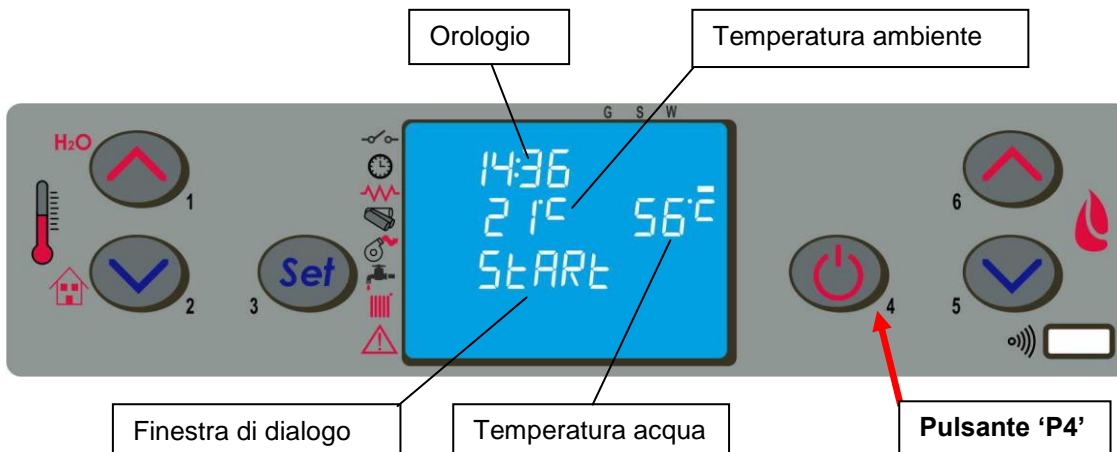 Orologio
Temperatura ambiente
G S W
H₂O
14:36
1
6
21°C
56°C
Set
StARt
2
3
4
5
Finestra di dialogo
Temperatura acqua
Pulsante ‘P4’